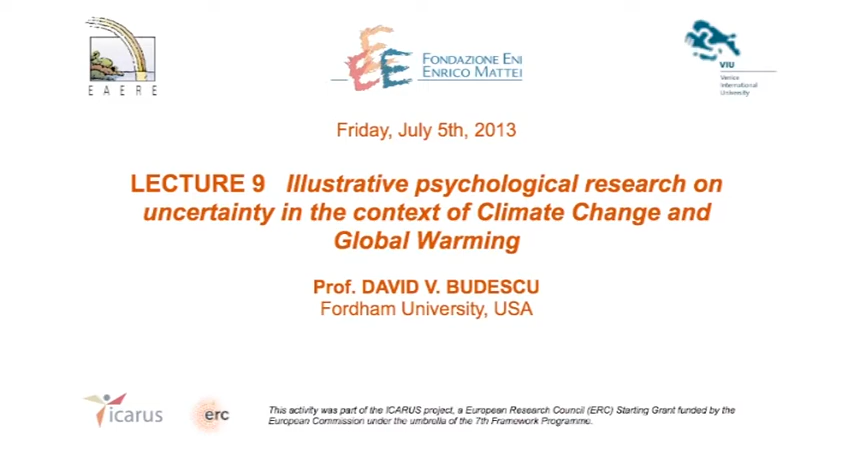 EAERE
FONDAZIONE ENI
ENRICO MATTEI
VIU
Venice
International
University
Friday, July 5th, 2013
LECTURE 9 Illustrative psychological research on
uncertainty in the context of Climate Change and
Global Warming
Prof. DAVID V. BUDESCU
Fordham University, USA
icarus
erc
This activity was part of the ICARUS project, a European Research Council (ERC) Starting Grant funded by the
European Commission under the umbrella of the 7th Framework Programme.